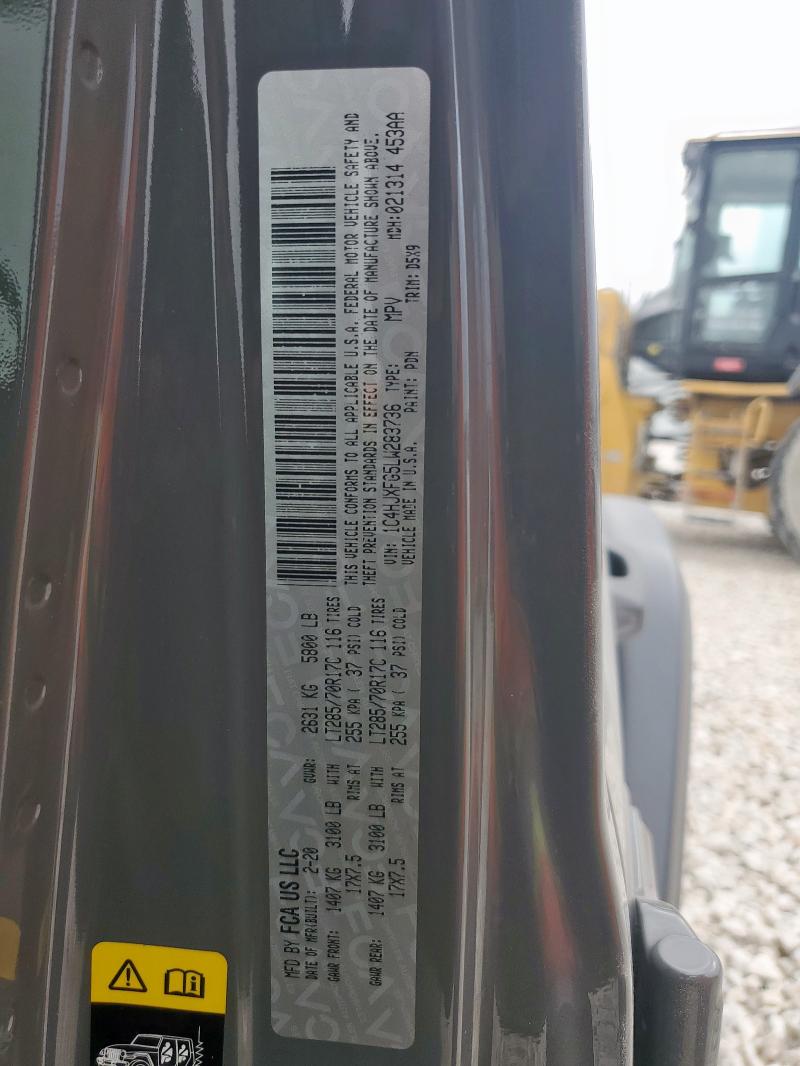 MFD BY FCA US LLC
DATE OF MFR(BUILT): 2-20 GVWR: 2631 KG 5800 LB
GAWR FRONT: 1407 KG 3100 LB WITH LT285/70R17C 116 TIRES
17X7.5 RIMS AT 255 KPA ( 37 PSI) COLD
GAWR REAR: 1407 KG 3100 LB WITH LT285/70R17C 116 TIRES
17X7.5 RIMS AT 255 KPA ( 37 PSI) COLD
THIS VEHICLE CONFORMS TO ALL APPLICABLE U.S.A. FEDERAL MOTOR VEHICLE SAFETY AND
THEFT PREVENTION STANDARDS IN EFFECT ON THE DATE OF MANUFACTURE SHOWN ABOVE.
VIN: 1C4HJXFG5LW283736 TYPE: MPV MDH:021314 453AA
VEHICLE MADE IN U.S.A. PAINT: PDN TRIM: D5X9